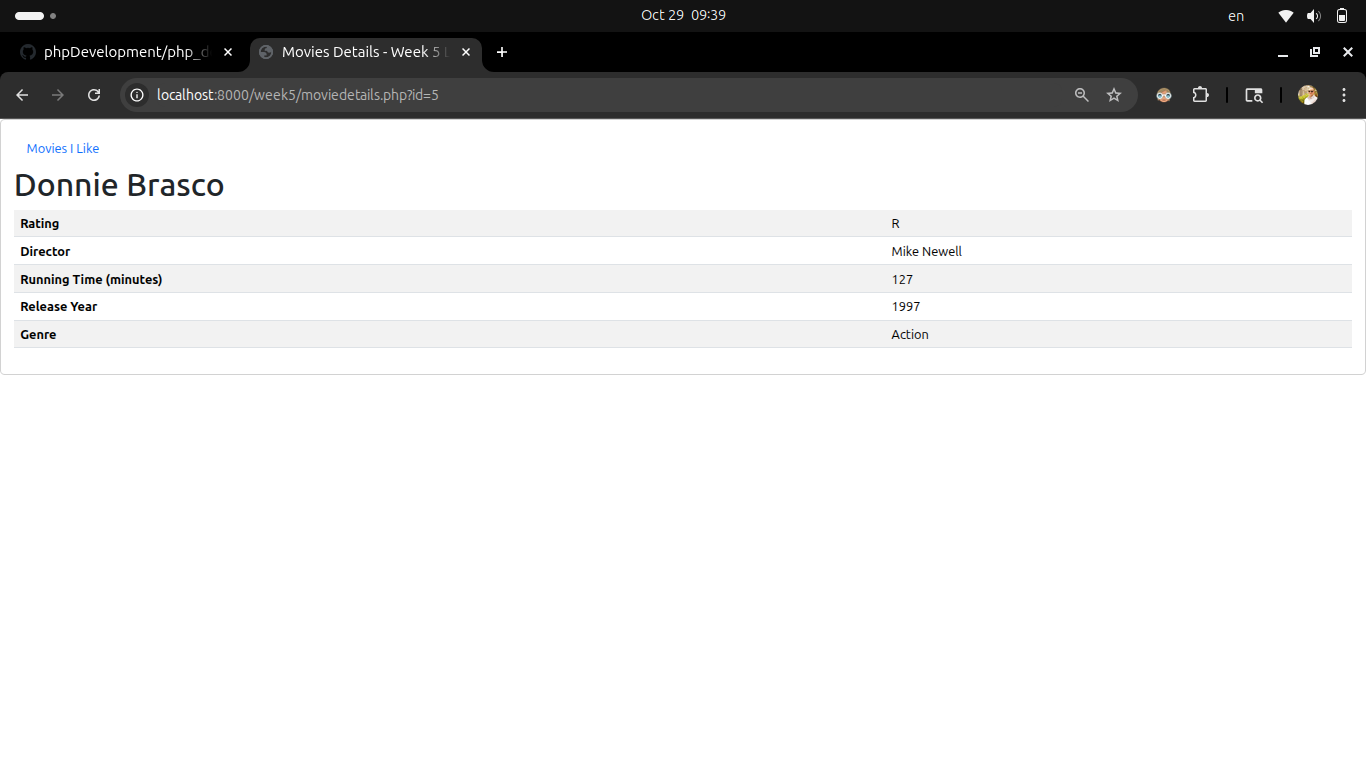 Oct 29 09:39
en
phpDevelopment/php_d
Movies Details - Week 5 L
localhost:8000/week5/moviedetails.php?id=5
Movies I Like
Donnie Brasco
Rating R
Director Mike Newell
Running Time (minutes) 127
Release Year 1997
Genre Action